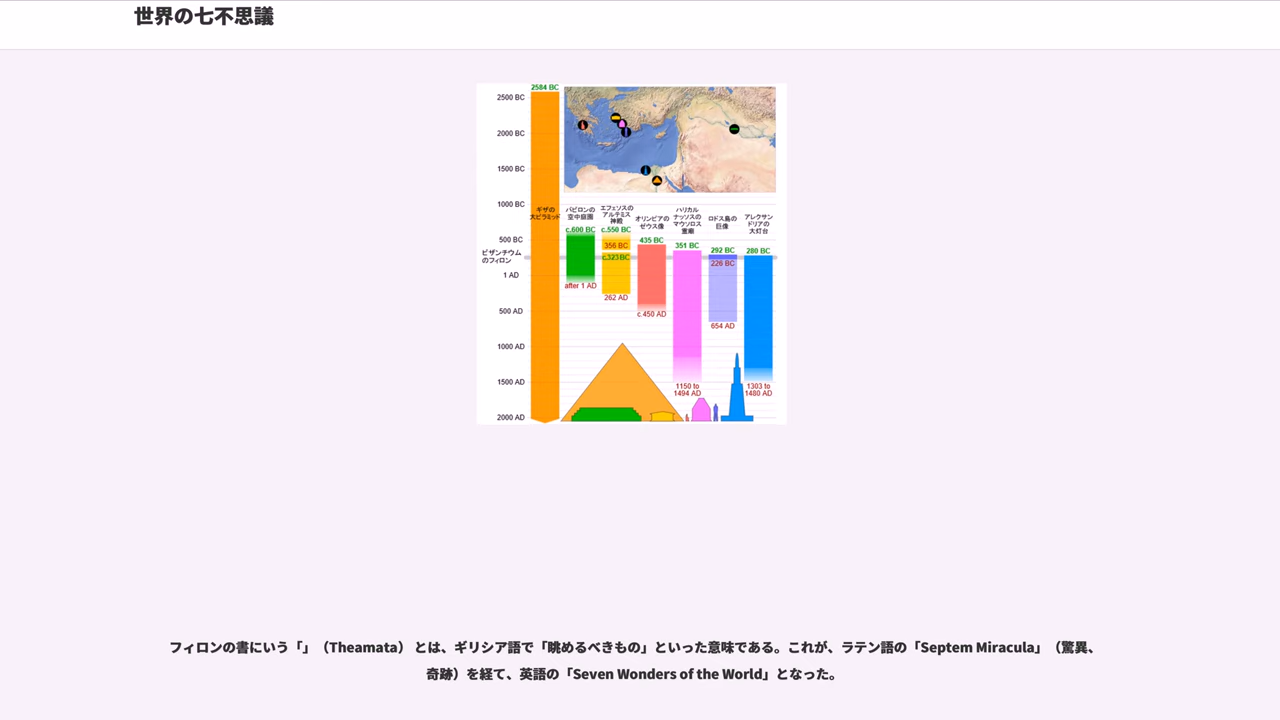 世界の七不思議
2584 BC
2500 BC
2000 BC
1500 BC
1000 BC
500 BC
ビザンチウム
のフィロン
1 AD
500 AD
1000 AD
1500 AD
2000 AD
ギザの
大ピラミッド
バビロンの
空中庭園
c.600 BC
after 1 AD
エフェソスの
アルテミス
神殿
c.550 BC
356 BC
c.323BC
262 AD
オリンピアの
ゼウス像
435 BC
c.450 AD
ハリカル
ナッソスの
マウソロス
霊廟
351 BC
1150 to
1494 AD
ロドス島の
巨像
292 BC
226 BC
654 AD
アレクサン
ドリアの
大灯台
280 BC
1303 to
1480 AD
フィロンの書にいう「」（Theamata） とは、ギリシア語で「眺めるべきもの」といった意味である。これが、ラテン語の「Septem Miracula」（驚異、
奇跡）を経て、英語の「Seven Wonders of the World」となった。